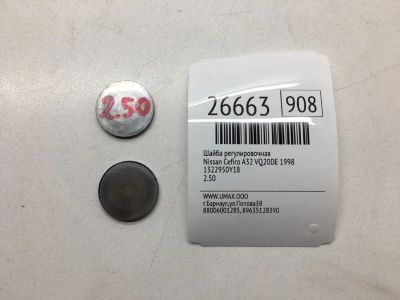 2.50
26663 908
Шайба регулировочная
Nissan Cefiro A32 VQ20DE 1998
1322950Y18
2.50
WWW.UMAX.ООО
г.Барнаул,ул.Попова3В
88006001285, 89635128390